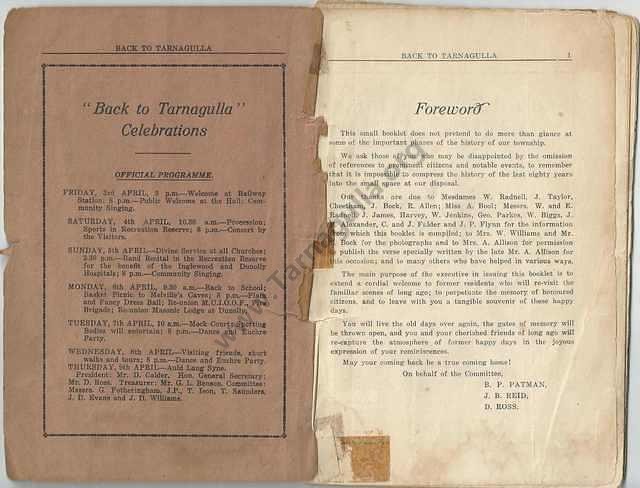 BACK TO TARNAGULLA
"Back to Tarnagulla"
Celebrations
OFFICIAL PROGRAMME.
FRIDAY, 3rd APRIL, 3 p.m.—Welcome at Railway
Station; 8 p.m.—Public Welcome at the Hall; Com-
munity Singing.
SATURDAY, 4th APRIL, 10.30 a.m.—Procession;
Sports in Recreation Reserve; 8 p.m.—Concert by
the Visitors.
SUNDAY, 5th APRIL—Divine Service at all Churches;
2.30 p.m.—Band Recital in the Recreation Reserve
for the benefit of the Inglewood and Dunolly
Hospitals; 8 p.m.—Community Singing.
MONDAY, 6th APRIL, 9.30 a.m.—Back to School;
Basket Picnic to Melville's Caves; 8 p.m.—Plain
and Fancy Dress Ball; Re-union M.U.I.O.O.F., Fire
Brigade; Re-union Masonic Lodge at Dunolly.
TUESDAY, 7th APRIL, 10 a.m.—Mock Court; Sporting
Bodies will entertain; 8 p.m.—Dance and
Euchre Party.
WEDNESDAY, 8th APRIL—Visiting friends, short
walks and tours; 8 p.m.—Dance and Euchre Party.
THURSDAY, 9th APRIL—Auld Lang Syne.
President: Mr. D. Calder. Hon. General Secretary:
Mr. D. Ross. Treasurer: Mr. G. L. Benson. Committee:
Messrs. G. Fotheringham, J.P., T. Ison, T. Saunders,
J. D. Evans and J. D. Williams.
BACK TO TARNAGULLA 1
Foreword
This small booklet does not pretend to do more than glance at
some of the important phases of the history of our township.
We ask those who may be disappointed by the omission
of references to prominent citizens and notable events, to remember
that it is impossible to compress the history of the last eighty years
into the space at our disposal.
Our thanks are due to Mesdames W. Radnell, J. Taylor,
Cheetham, J. Bock, R. Allen; Miss A. Bool; Messrs. W. and E.
Radnell, J. James, Harvey, W. Jenkins, Geo. Parkes, W. Biggs, J.
Alexander, C. and J. Fulder and J. P. Flynn for the information
from which this booklet is compiled; to Mrs. W. Williams and Mr.
Bock for the photographs and to Mrs. A. Allison for permission
to publish the verse specially written by the late Mr. A. Allison for
this occasion; and to many others who have helped in various ways.
The main purpose of the executive in issuing this booklet is to
extend a cordial welcome to former residents who will re-visit the
familiar scenes of long ago; to perpetuate the memory of honoured
citizens, and to leave with you a tangible souvenir of these happy
days.
You will live the old days over again, the gates of memory will
be thrown open, and you and your cherished friends of long ago will
re-capture the atmosphere of former happy days in the joyous
expression of your reminiscences.
May your coming back be a true coming home!
On behalf of the Committee,
B. P. PATMAN,
J. B. REID,
D. ROSS.
www.Tarnagulla.org